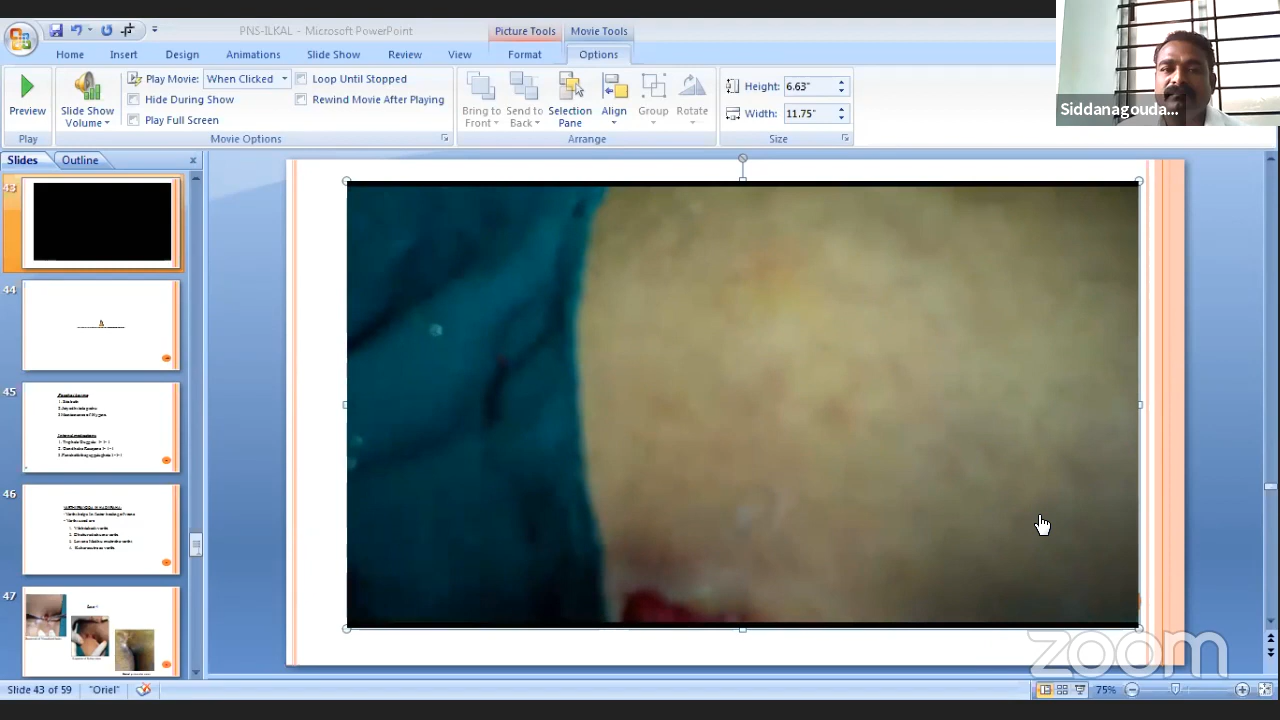 PNS-ILKAL - Microsoft PowerPoint
Picture Tools
Movie Tools
Home
Insert
Design
Animations
Slide Show
Review
View
Format
Options
Preview
Slide Show
Volume
Play Movie: When Clicked
Hide During Show
Play Full Screen
Loop Until Stopped
Rewind Movie After Playing
Bring to
Front
Send to
Back
Selection
Pane
Align
Group
Rotate
Height: 6.63"
Width: 11.75"
Play
Movie Options
Arrange
Size
Siddanagouda...
Slides
Outline
43
44
45
46
47
zoom
Slide 43 of 59
"Oriel"
75%